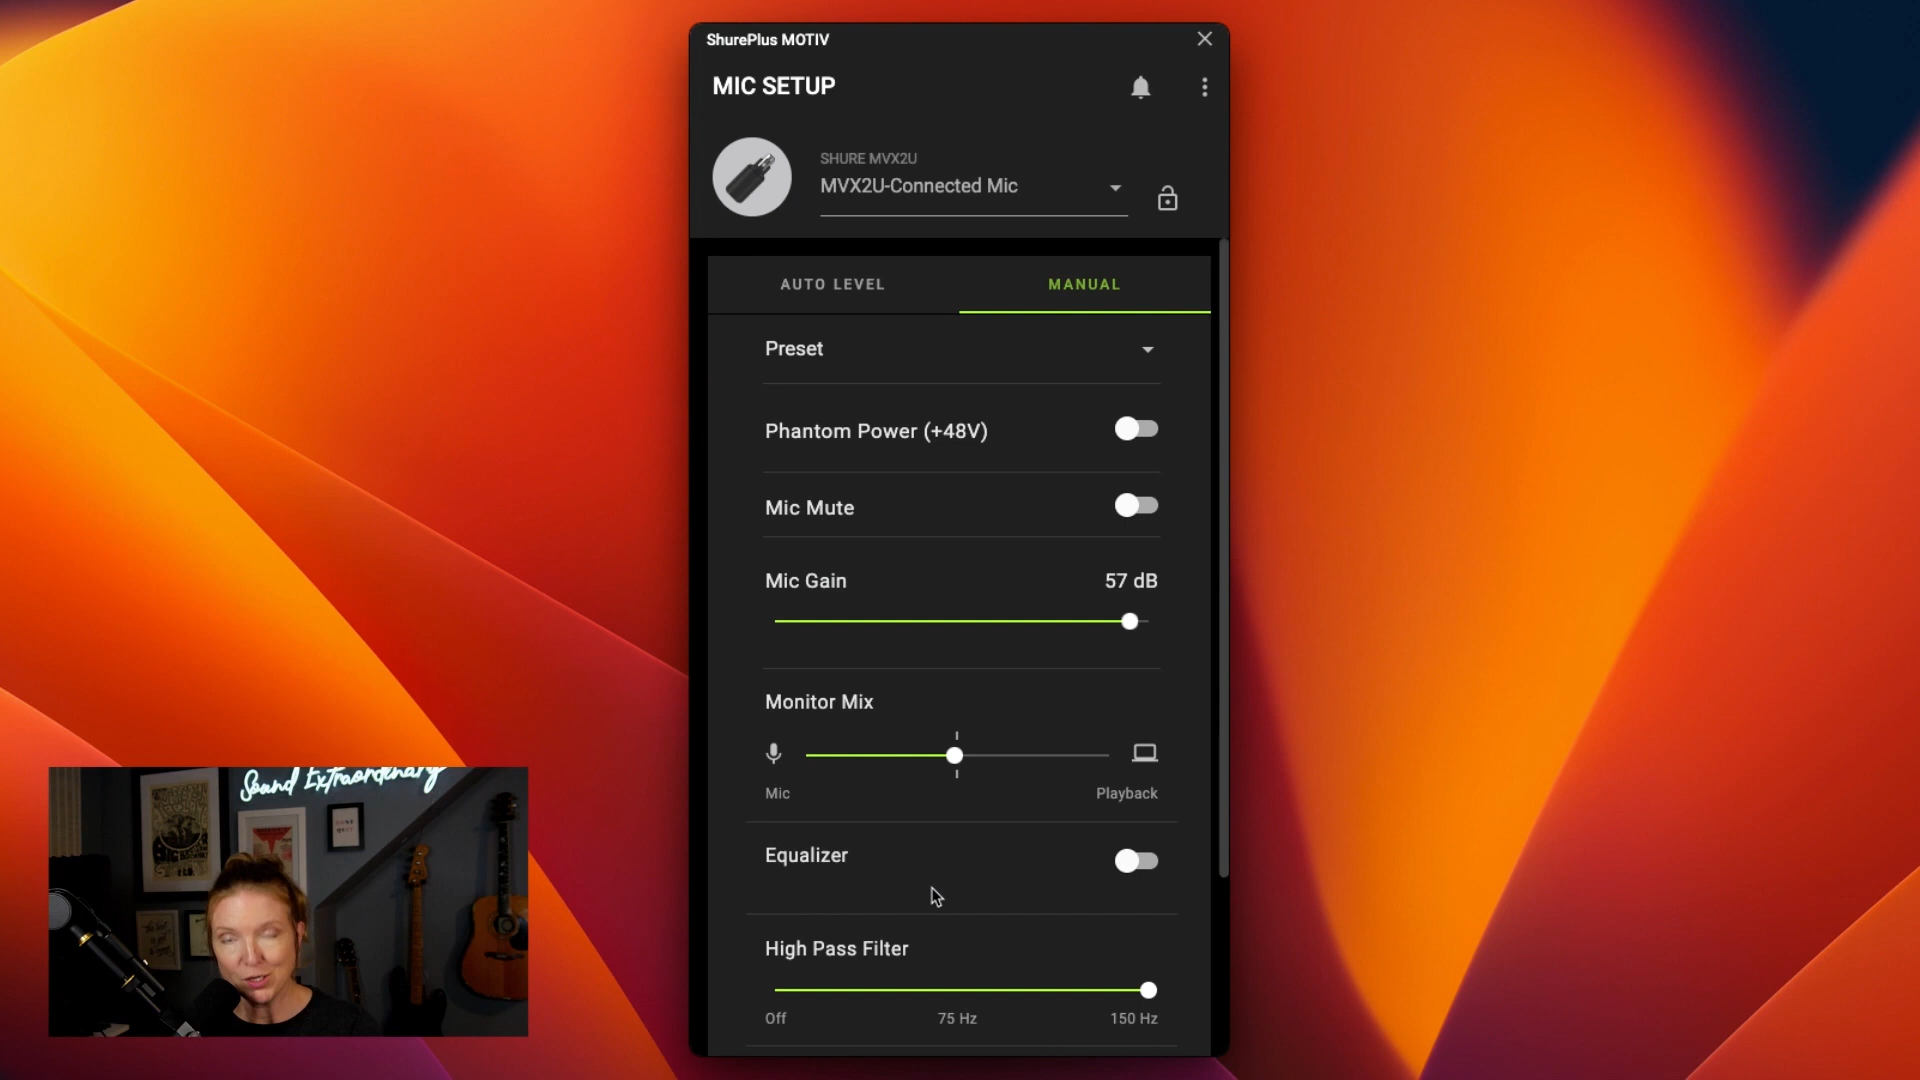 ShurePlus MOTIV
MIC SETUP
SHURE MVX2U
MVX2U-Connected Mic
AUTO LEVEL
MANUAL
Preset
Phantom Power (+48V)
Mic Mute
Mic Gain
57 dB
Monitor Mix
Mic
Playback
Equalizer
High Pass Filter
Off
75 Hz
150 Hz
Sound Extraordinary